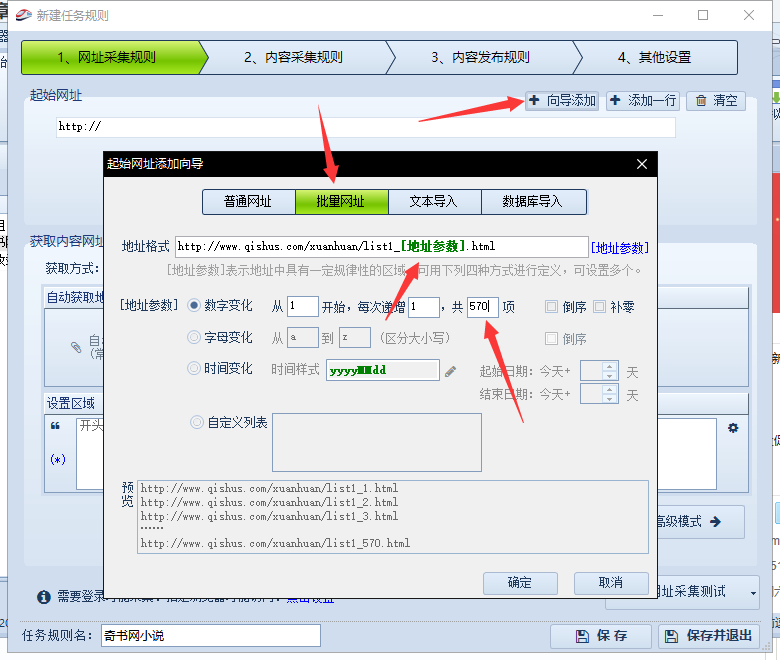 新建任务规则
1、网址采集规则
2、内容采集规则
3、内容发布规则
4、其他设置
起始网址
向导添加
添加一行
清空
http://
起始网址添加向导
普通网址
批量网址
文本导入
数据库导入
地址格式
http://www.qishus.com/xuanhuan/list1_[地址参数].html
[地址参数]
[地址参数]表示地址中具有一定规律性的区域，可用下列四种方式进行定义，可设置多个。
获取内容网址
获取方式：
自动获取地
[地址参数]
数字变化
从 1 开始，每次递增 1 ，共 570 项
倒序
补零
字母变化
从 a 到 z （区分大小写）
倒序
时间变化
时间样式
yyyyMMdd
起始日期：今天+
天
结束日期：今天+
天
设置区域
开头
(*)
自定义列表
预览
http://www.qishus.com/xuanhuan/list1_1.html
http://www.qishus.com/xuanhuan/list1_2.html
http://www.qishus.com/xuanhuan/list1_3.html
······
http://www.qishus.com/xuanhuan/list1_570.html
高级模式
确定
取消
需要登录
点击设置
网址采集测试
任务规则名：
奇书网小说
保 存
保存并退出